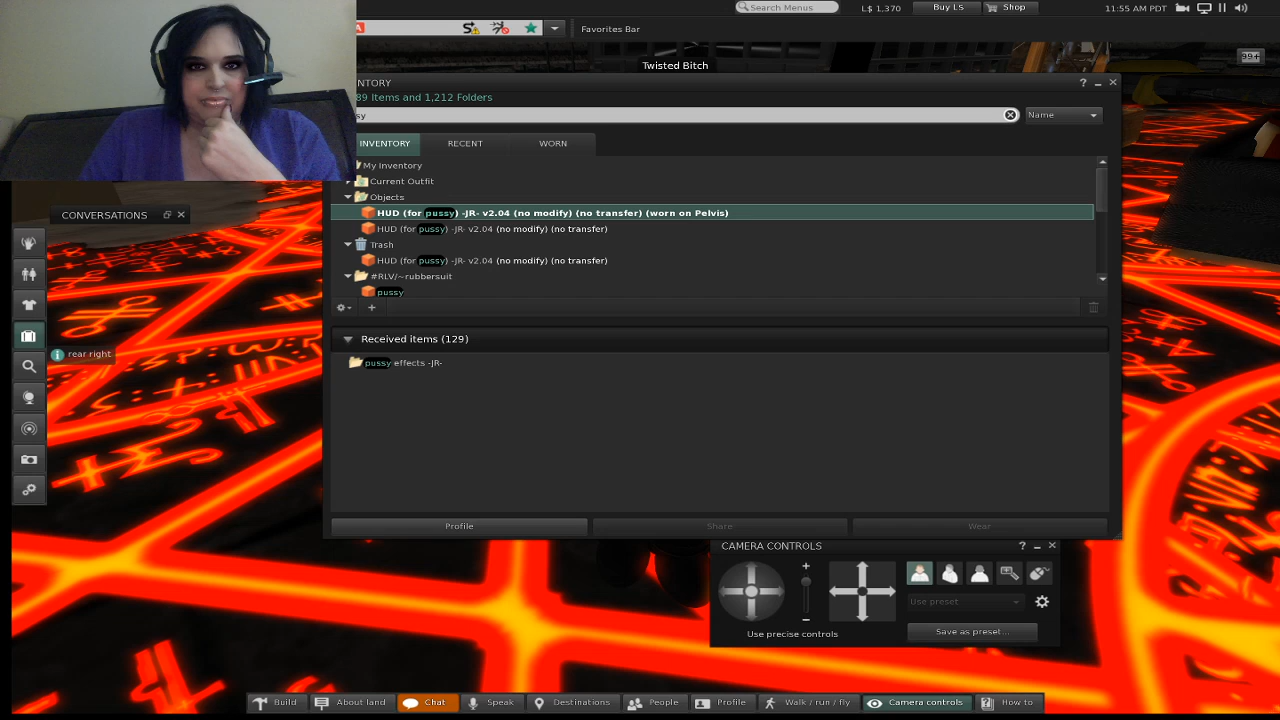 Search Menus
L$ 1,370
Buy L$
Shop
11:55 AM PDT
Favorites Bar
99+
Twisted Bitch
NTORY
89 Items and 1,212 Folders
sy
Name
INVENTORY
RECENT
WORN
My Inventory
Current Outfit
Objects
HUD (for pussy) -JR- v2.04 (no modify) (no transfer) (worn on Pelvis)
HUD (for pussy) -JR- v2.04 (no modify) (no transfer)
Trash
HUD (for pussy) -JR- v2.04 (no modify) (no transfer)
#RLV/~rubbersuit
pussy
Received items (129)
pussy effects -JR-
Profile
Share
Wear
CONVERSATIONS
rear right
CAMERA CONTROLS
Use preset
Use precise controls
Save as preset...
Build
About land
Chat
Speak
Destinations
People
Profile
Walk / run / fly
Camera controls
How to